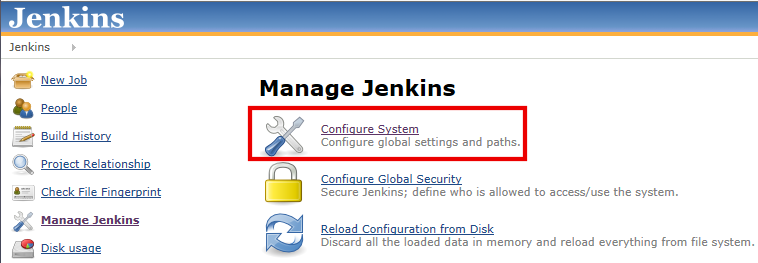 Jenkins
Jenkins
New Job
People
Build History
Project Relationship
Check File Fingerprint
Manage Jenkins
Disk usage
Manage Jenkins
Configure System
Configure global settings and paths.
Configure Global Security
Secure Jenkins; define who is allowed to access/use the system.
Reload Configuration from Disk
Discard all the loaded data in memory and reload everything from file system.